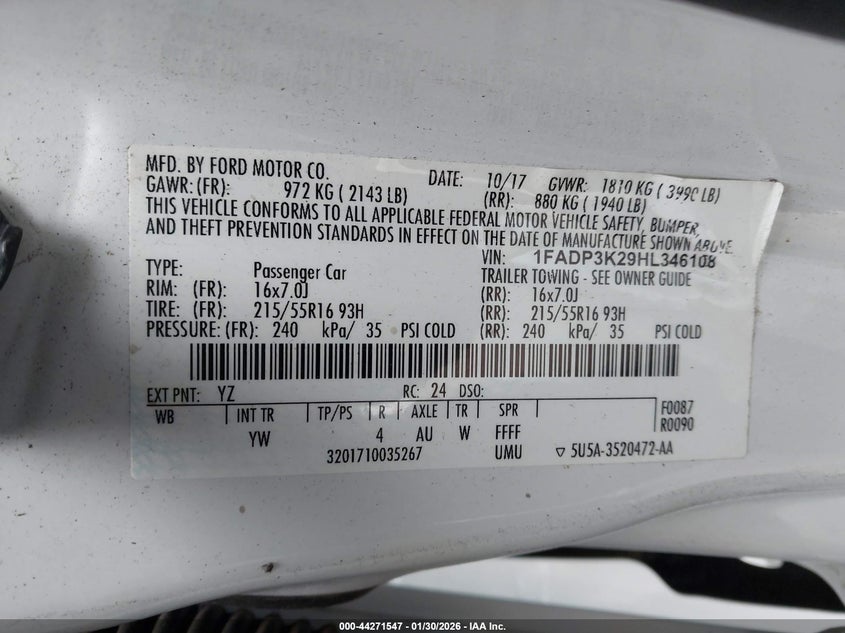 MFD. BY FORD MOTOR CO. DATE: 10/17 GVWR: 1810 KG ( 3990 LB)
GAWR: (FR): 972 KG ( 2143 LB) (RR): 880 KG ( 1940 LB)
THIS VEHICLE CONFORMS TO ALL APPLICABLE FEDERAL MOTOR VEHICLE SAFETY, BUMPER,
AND THEFT PREVENTION STANDARDS IN EFFECT ON THE DATE OF MANUFACTURE SHOWN ABOVE.
VIN: 1FADP3K29HL346108
TYPE: Passenger Car TRAILER TOWING - SEE OWNER GUIDE
RIM: (FR): 16x7.0J (RR): 16x7.0J
TIRE: (FR): 215/55R16 93H (RR): 215/55R16 93H
PRESSURE: (FR): 240 kPa/ 35 PSI COLD (RR): 240 kPa/ 35 PSI COLD
EXT PNT: YZ RC: 24 DSO:
WB INT TR TP/PS R AXLE TR SPR F0087
YW 4 AU W FFFF R0090
3201710035267 UMU ▽ 5U5A-3520472-AA
000-44271547 - 01/30/2026 - IAA Inc.